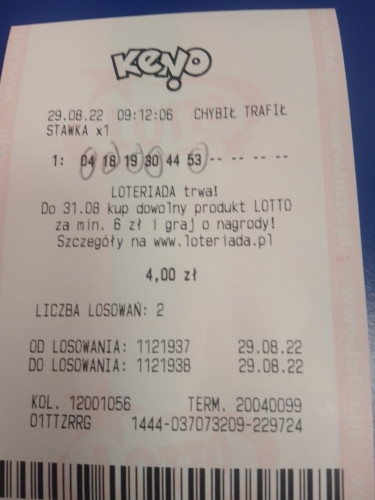 KENO
29.08.22 09:12:06 CHYBIŁ TRAFIŁ
STAWKA x1
1: 04 18 19 30 44 53 -- -- -- --
LOTERIADA trwa!
Do 31.08 kup dowolny produkt LOTTO
za min. 6 zł i graj o nagrody!
Szczegóły na www.loteriada.pl
4,00 zł
LICZBA LOSOWAŃ: 2
OD LOSOWANIA: 1121937 29.08.22
DO LOSOWANIA: 1121938 29.08.22
KOL. 12001056 TERM. 20040099
01TTZRRG 1444-037073209-229724